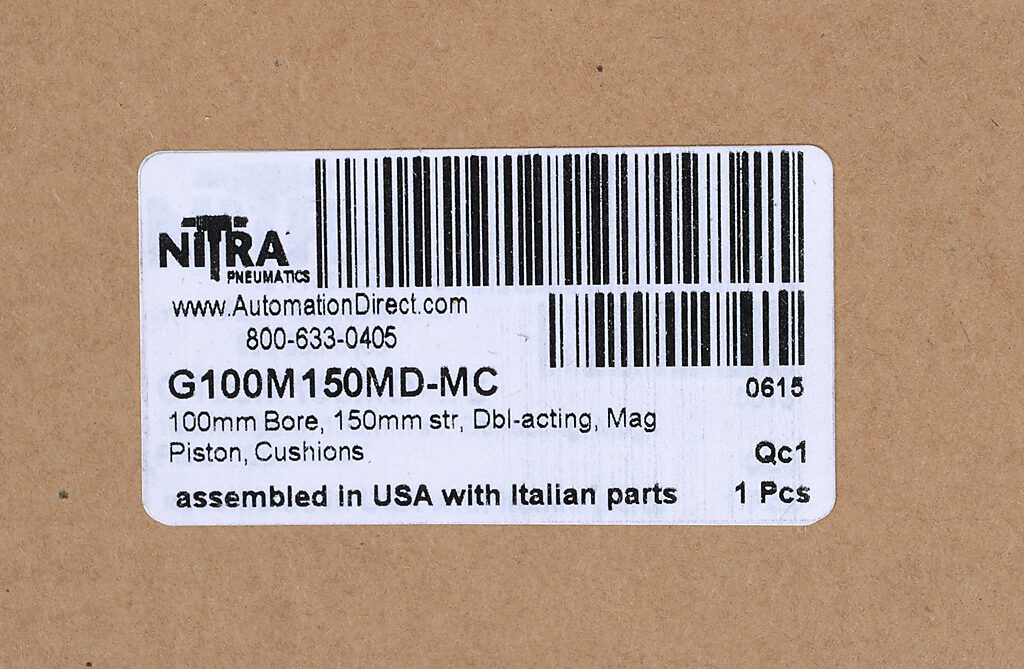 NITRA
PNEUMATICS
www.AutomationDirect.com
800-633-0405
G100M150MD-MC
0615
100mm Bore, 150mm str, Dbl-acting, Mag
Piston, Cushions
Qc1
assembled in USA with Italian parts
1 Pcs